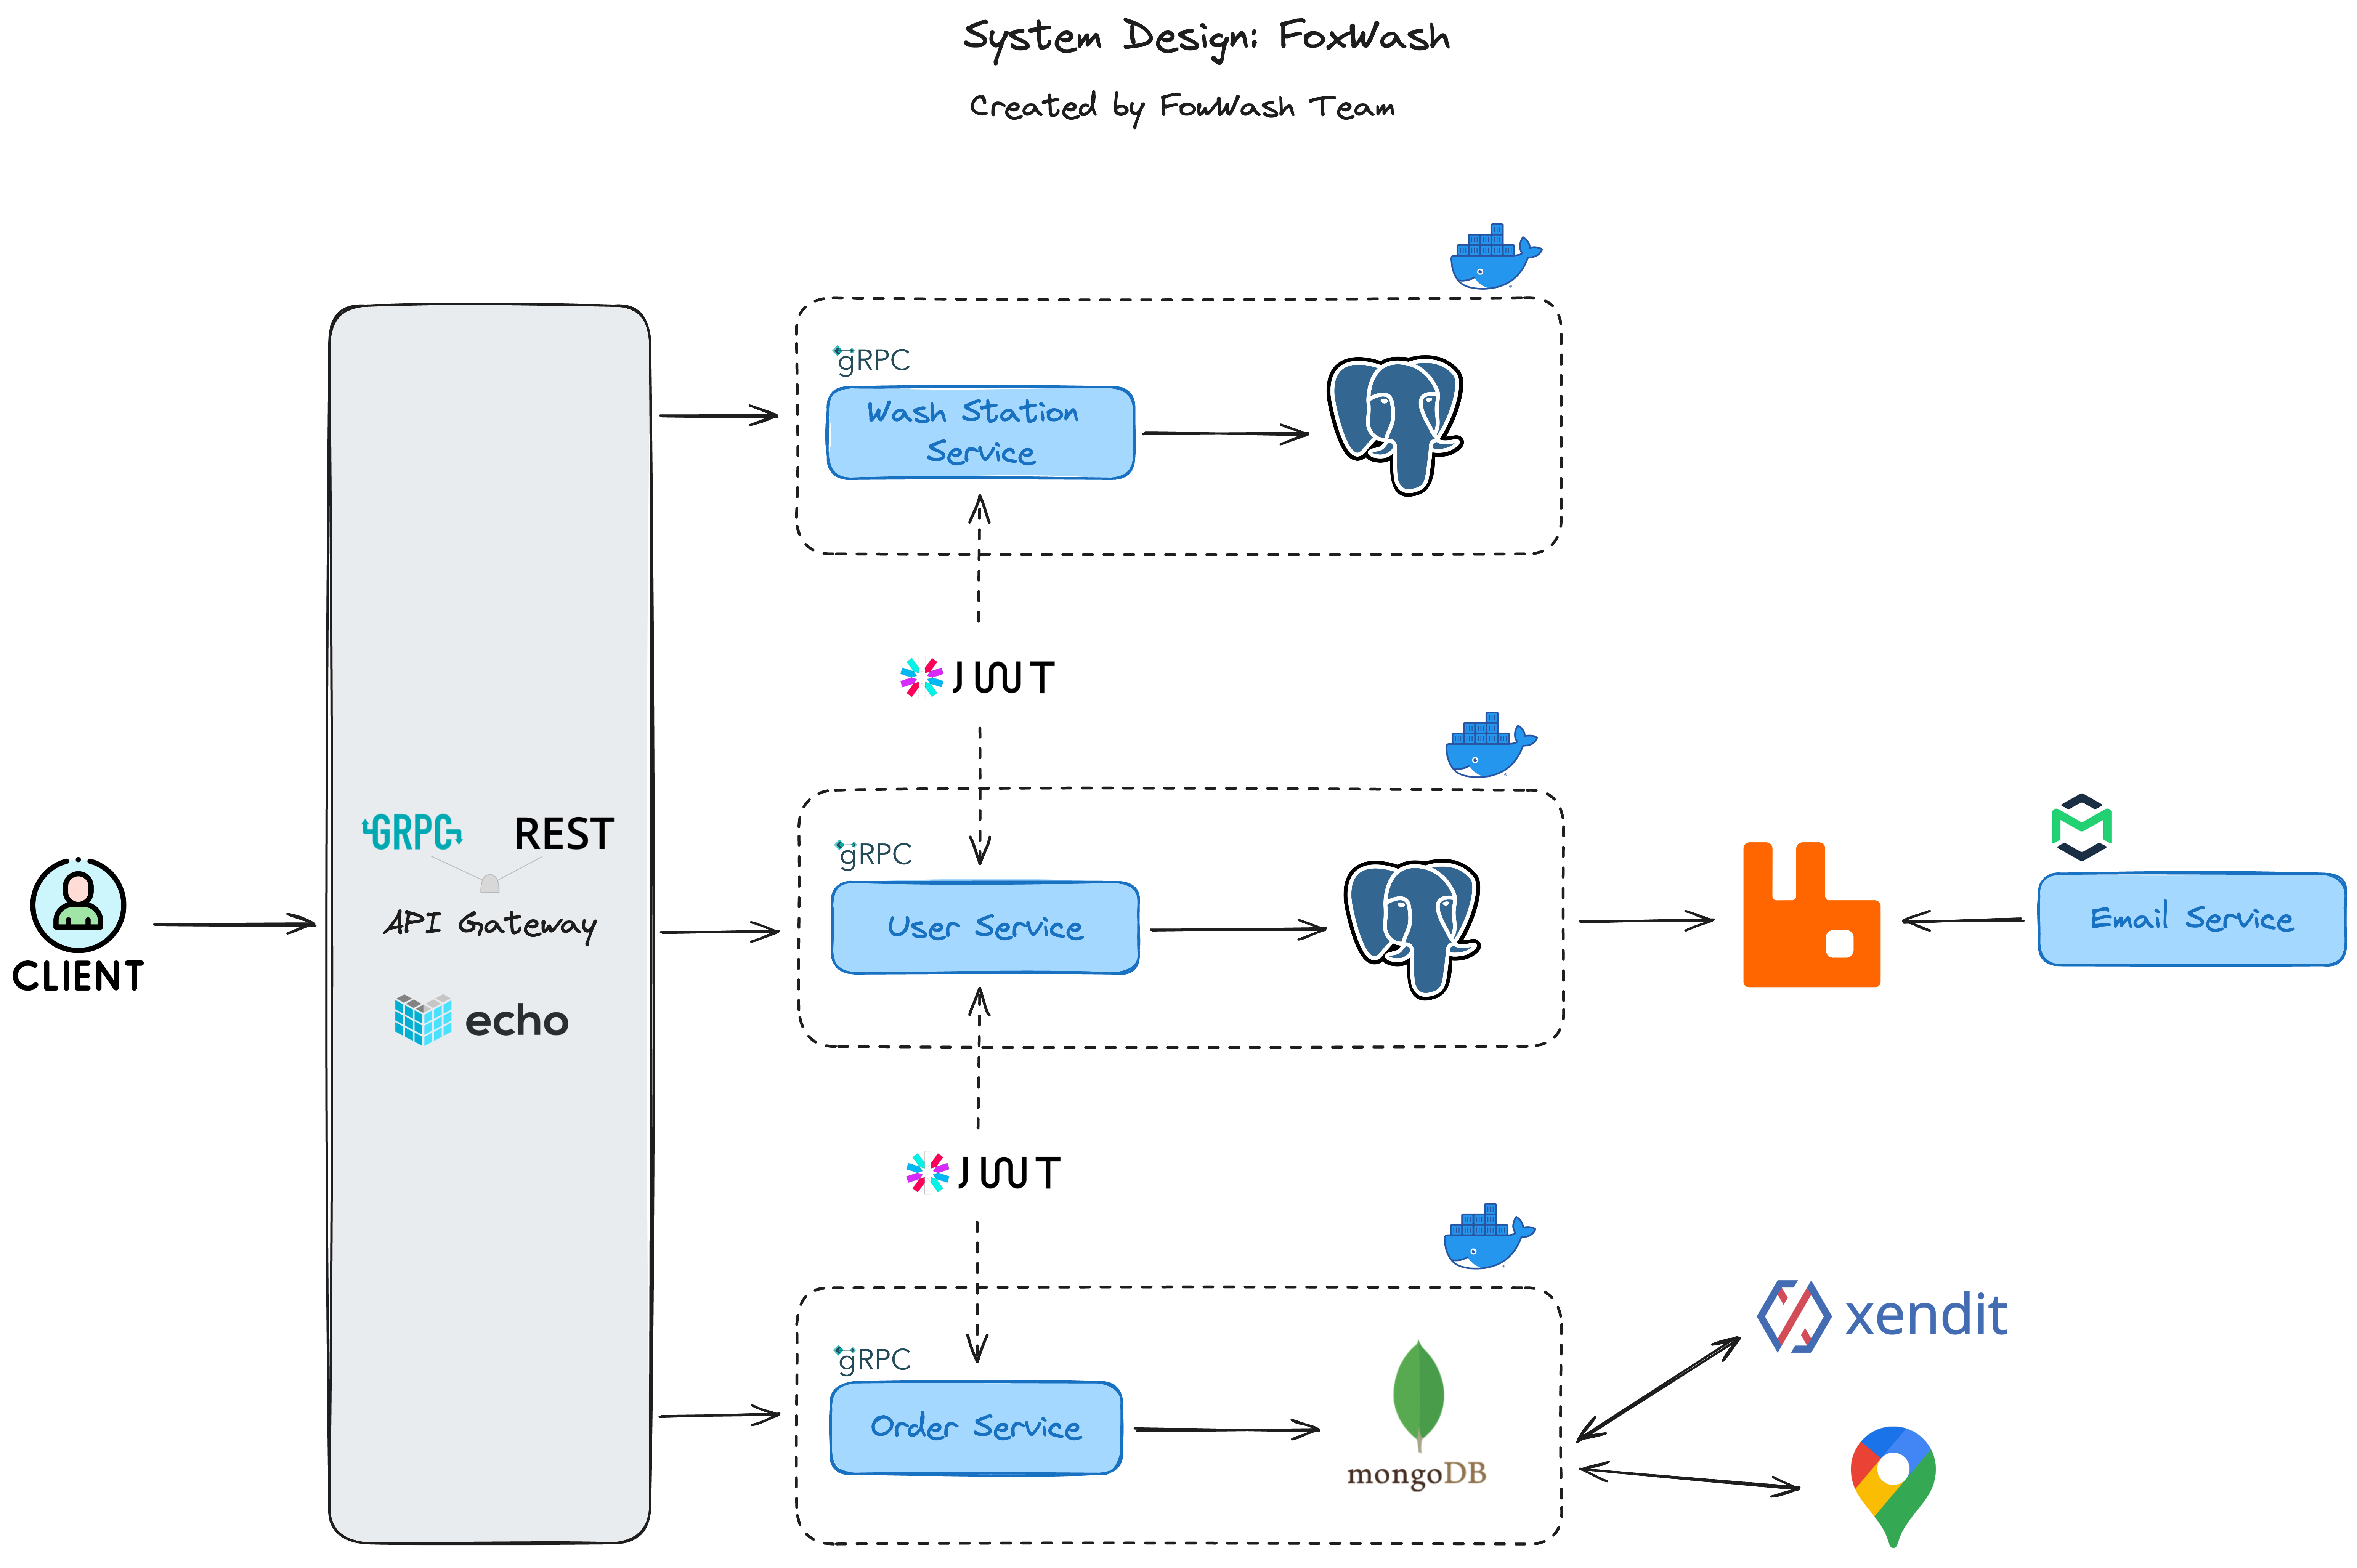 System Design: FoxWash
Created by FoxWash Team
gRPC
Wash Station
Service
JWT
GRPC
REST
API Gateway
echo
CLIENT
gRPC
User Service
Email Service
JWT
gRPC
Order Service
mongoDB
xendit